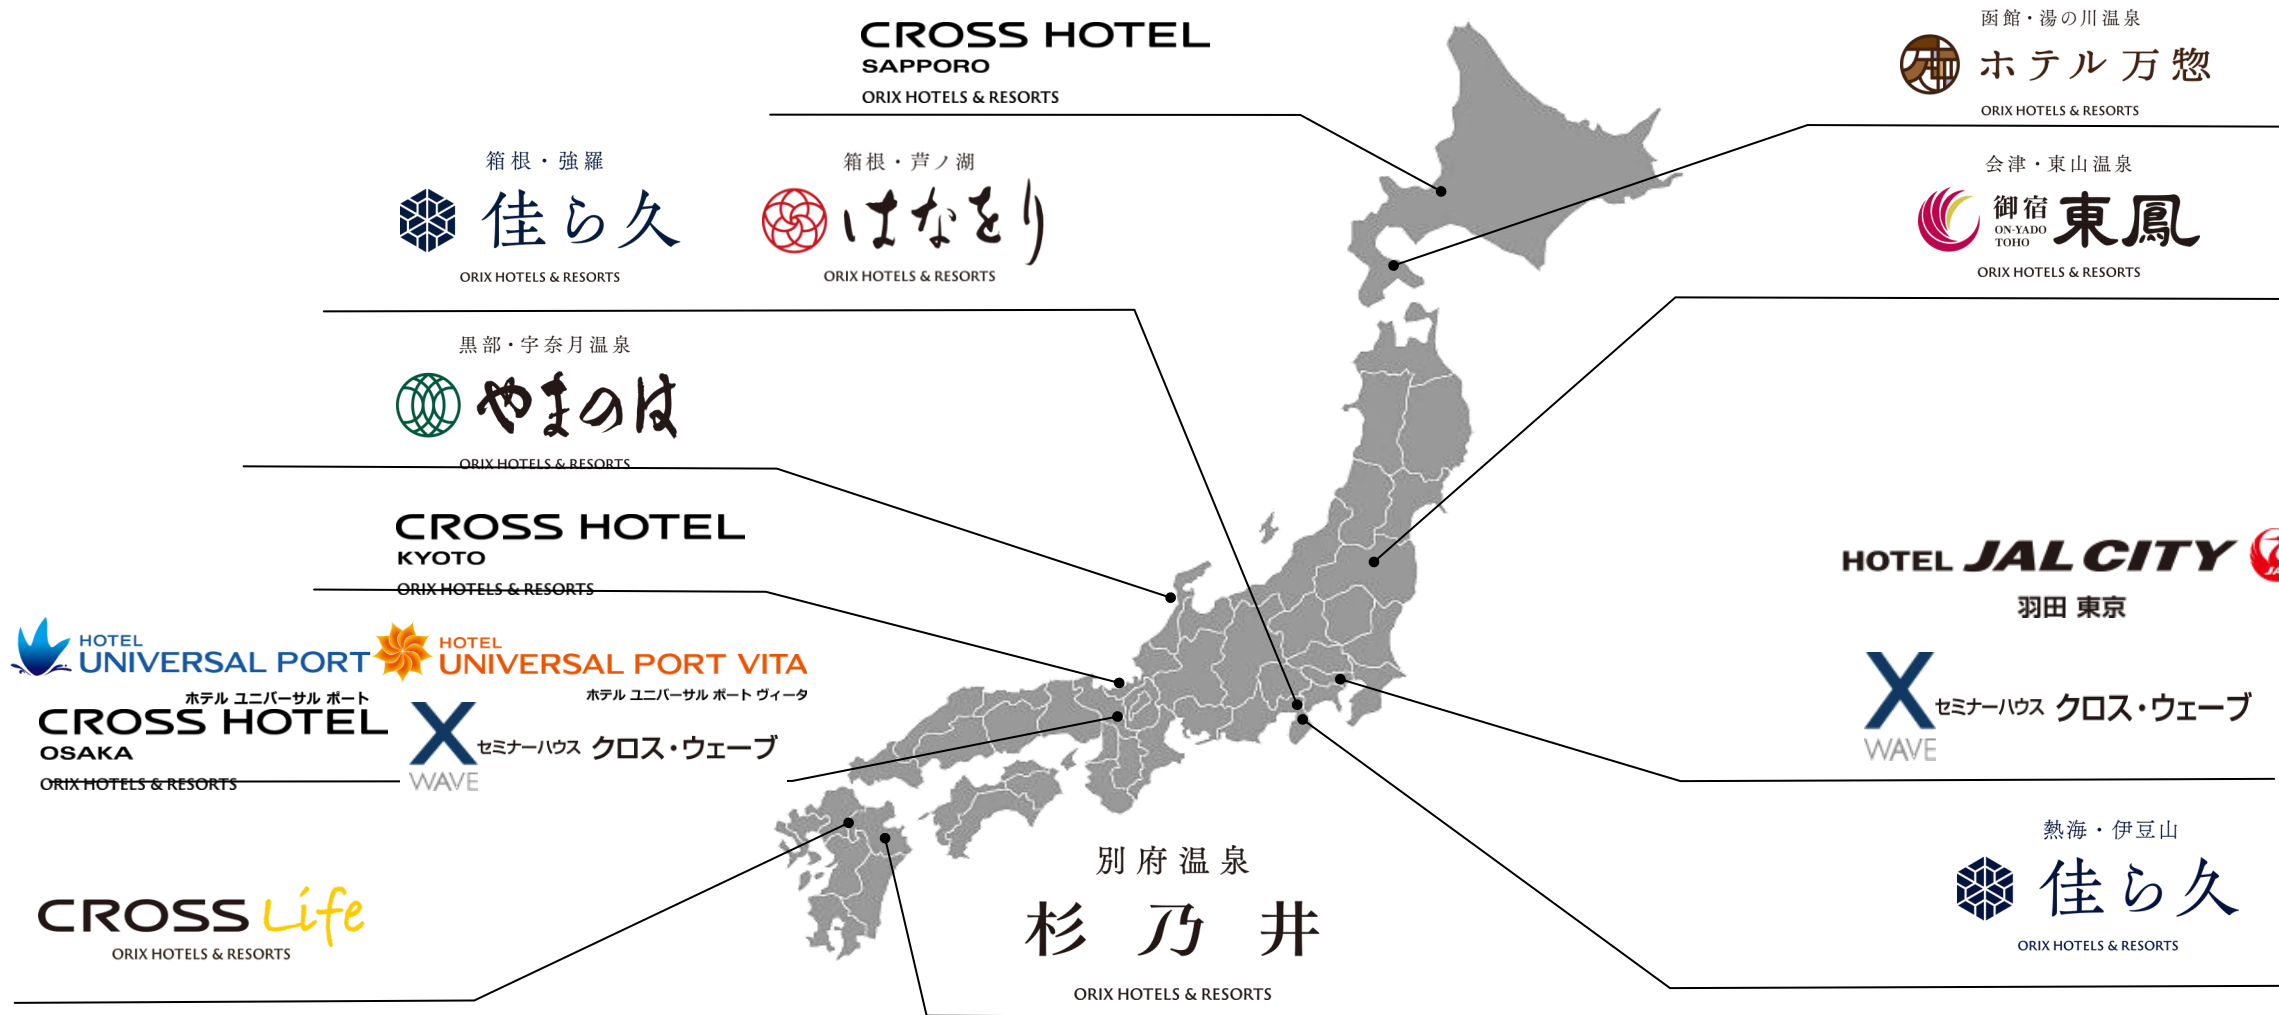 CROSS HOTEL
SAPPORO
ORIX HOTELS & RESORTS
函館・湯の川温泉
ホテル万惣
ORIX HOTELS & RESORTS
箱根・強羅
佳ら久
ORIX HOTELS & RESORTS
箱根・芦ノ湖
はなをり
ORIX HOTELS & RESORTS
会津・東山温泉
御宿 東鳳
ON-YADO
TOHO
ORIX HOTELS & RESORTS
黒部・宇奈月温泉
やまのは
ORIX HOTELS & RESORTS
CROSS HOTEL
KYOTO
ORIX HOTELS & RESORTS
HOTEL JAL CITY
羽田 東京
HOTEL
UNIVERSAL PORT
ホテル ユニバーサル ポート
HOTEL
UNIVERSAL PORT VITA
ホテル ユニバーサル ポート ヴィータ
CROSS HOTEL
OSAKA
ORIX HOTELS & RESORTS
X
WAVE
セミナーハウス クロス・ウェーブ
X
WAVE
セミナーハウス クロス・ウェーブ
熱海・伊豆山
佳ら久
ORIX HOTELS & RESORTS
CROSS Life
ORIX HOTELS & RESORTS
別府温泉
杉乃井
ORIX HOTELS & RESORTS